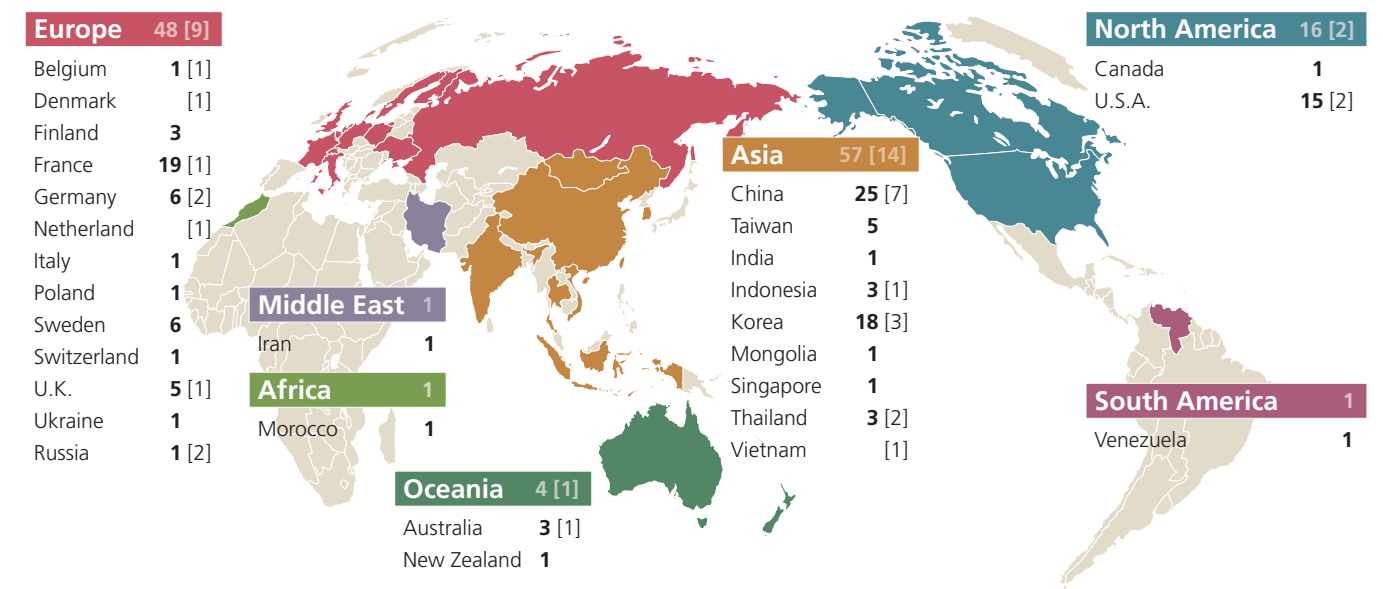 Europe 48 [9]
Belgium 1 [1]
Denmark [1]
Finland 3
France 19 [1]
Germany 6 [2]
Netherland [1]
Italy 1
Poland 1
Sweden 6
Switzerland 1
U.K. 5 [1]
Ukraine 1
Russia 1 [2]
Middle East 1
Iran 1
Africa 1
Morocco 1
Oceania 4 [1]
Australia 3 [1]
New Zealand 1
Asia 57 [14]
China 25 [7]
Taiwan 5
India 1
Indonesia 3 [1]
Korea 18 [3]
Mongolia 1
Singapore 1
Thailand 3 [2]
Vietnam [1]
North America 16 [2]
Canada 1
U.S.A. 15 [2]
South America 1
Venezuela 1